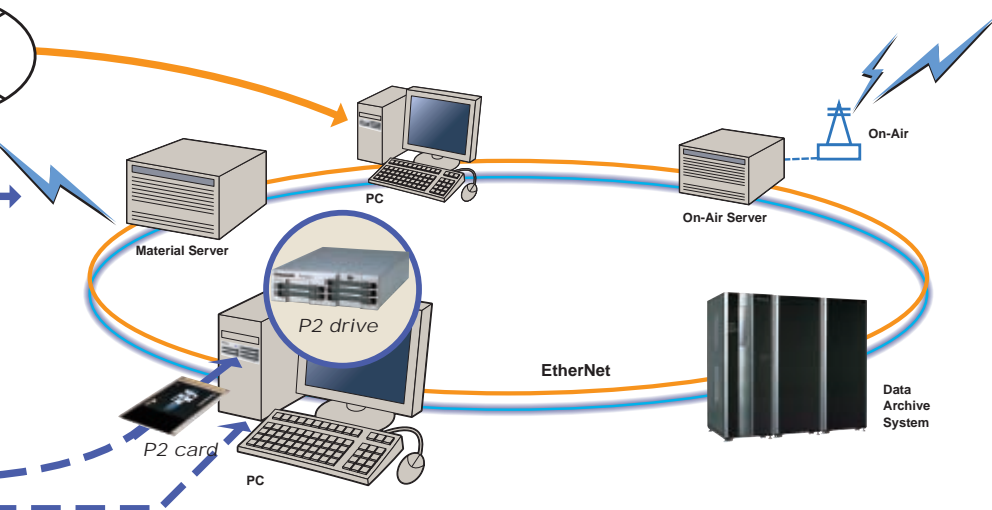 On-Air
PC
On-Air Server
Material Server
P2 drive
EtherNet
Data
Archive
System
P2 card
PC